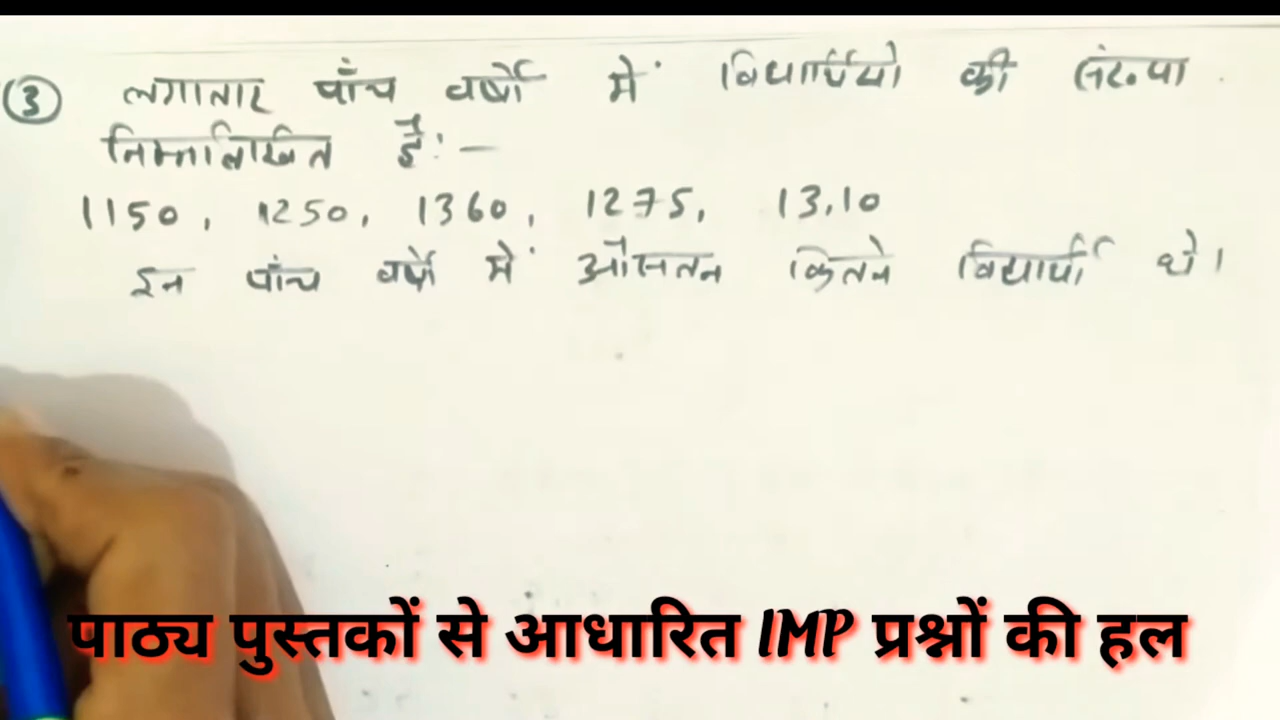 ③ लगातार पाँच वर्षो में विद्यार्थियो की संख्या
निम्नलिखित है:-
1150, 1250, 1360, 1275, 13,10
इन पांच वर्षो में औसतन कितने विद्यार्थी थे।
पाठ्य पुस्तकों से आधारित IMP प्रश्नों की हल